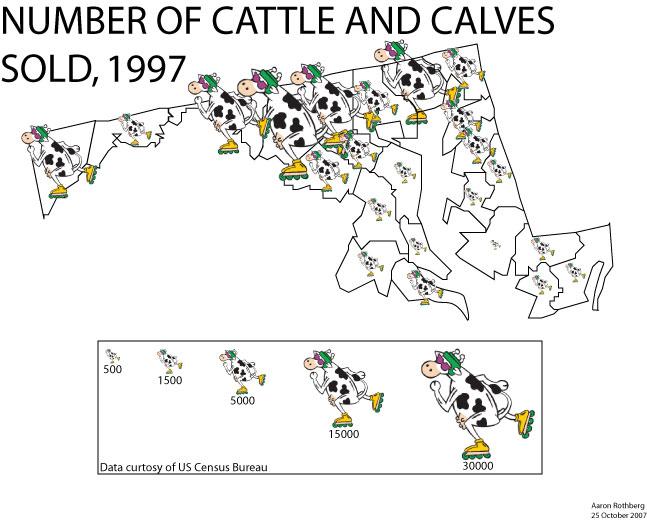 NUMBER OF CATTLE AND CALVES
SOLD, 1997
500
1500
5000
15000
30000
Data curtosy of US Census Bureau
Aaron Rothberg
25 October 2007